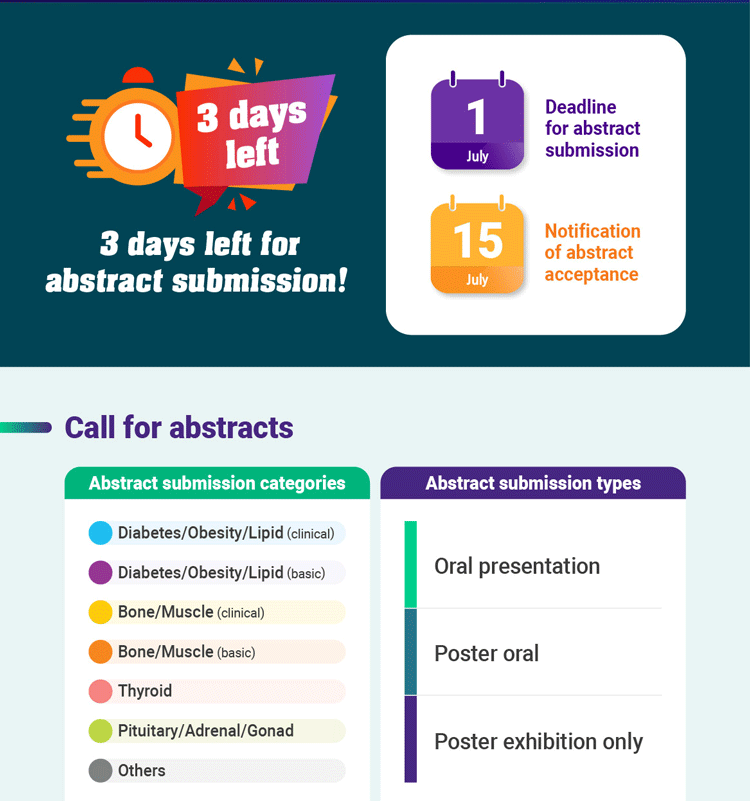 3 days
left
3 days left for
abstract submission!
1
July
Deadline
for abstract
submission
15
July
Notification
of abstract
acceptance
Call for abstracts
Abstract submission categories
Diabetes/Obesity/Lipid (clinical)
Diabetes/Obesity/Lipid (basic)
Bone/Muscle (clinical)
Bone/Muscle (basic)
Thyroid
Pituitary/Adrenal/Gonad
Others
Abstract submission types
Oral presentation
Poster oral
Poster exhibition only